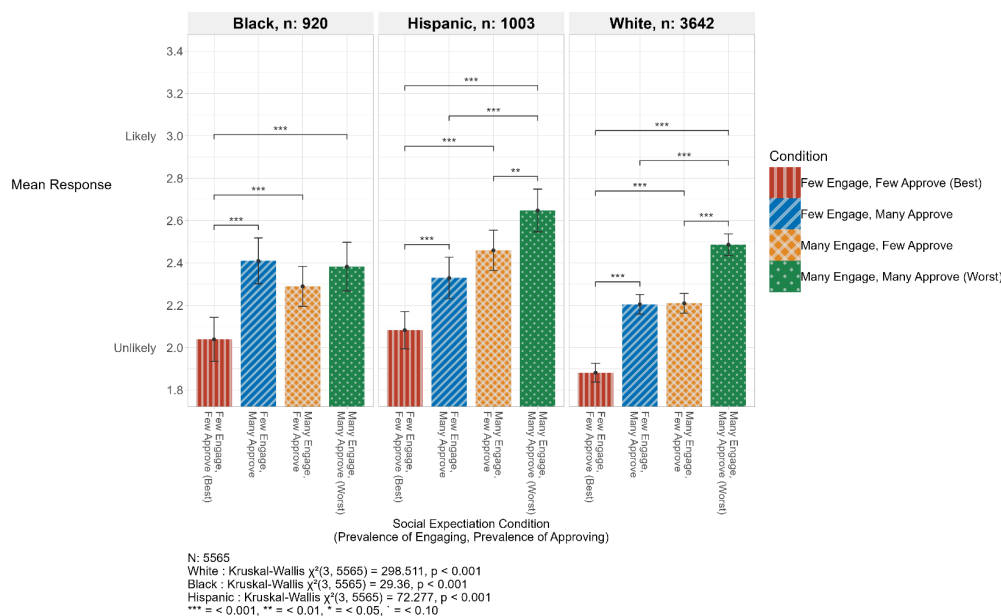 Black, n: 920
Hispanic, n: 1003
White, n: 3642
Mean Response
3.4
3.2
Likely
3.0
2.8
2.6
2.4
2.2
Unlikely
2.0
1.8
***
***
***
***
***
***
**
***
***
***
***
***
***
Condition
Few Engage, Few Approve (Best)
Few Engage, Many Approve
Many Engage, Few Approve
Many Engage, Many Approve (Worst)
Few Engage,
Few Approve (Best)
Few Engage,
Many Approve
Many Engage,
Few Approve
Many Engage,
Many Approve (Worst)
Few Engage,
Few Approve (Best)
Few Engage,
Many Approve
Many Engage,
Few Approve
Many Engage,
Many Approve (Worst)
Few Engage,
Few Approve (Best)
Few Engage,
Many Approve
Many Engage,
Few Approve
Many Engage,
Many Approve (Worst)
Social Expectiation Condition
(Prevalence of Engaging, Prevalence of Approving)
N: 5565
White : Kruskal-Wallis χ²(3, 5565) = 298.511, p < 0.001
Black : Kruskal-Wallis χ²(3, 5565) = 29.36, p < 0.001
Hispanic : Kruskal-Wallis χ²(3, 5565) = 72.277, p < 0.001
*** = < 0.001, ** = < 0.01, * = < 0.05, ˙ = < 0.10